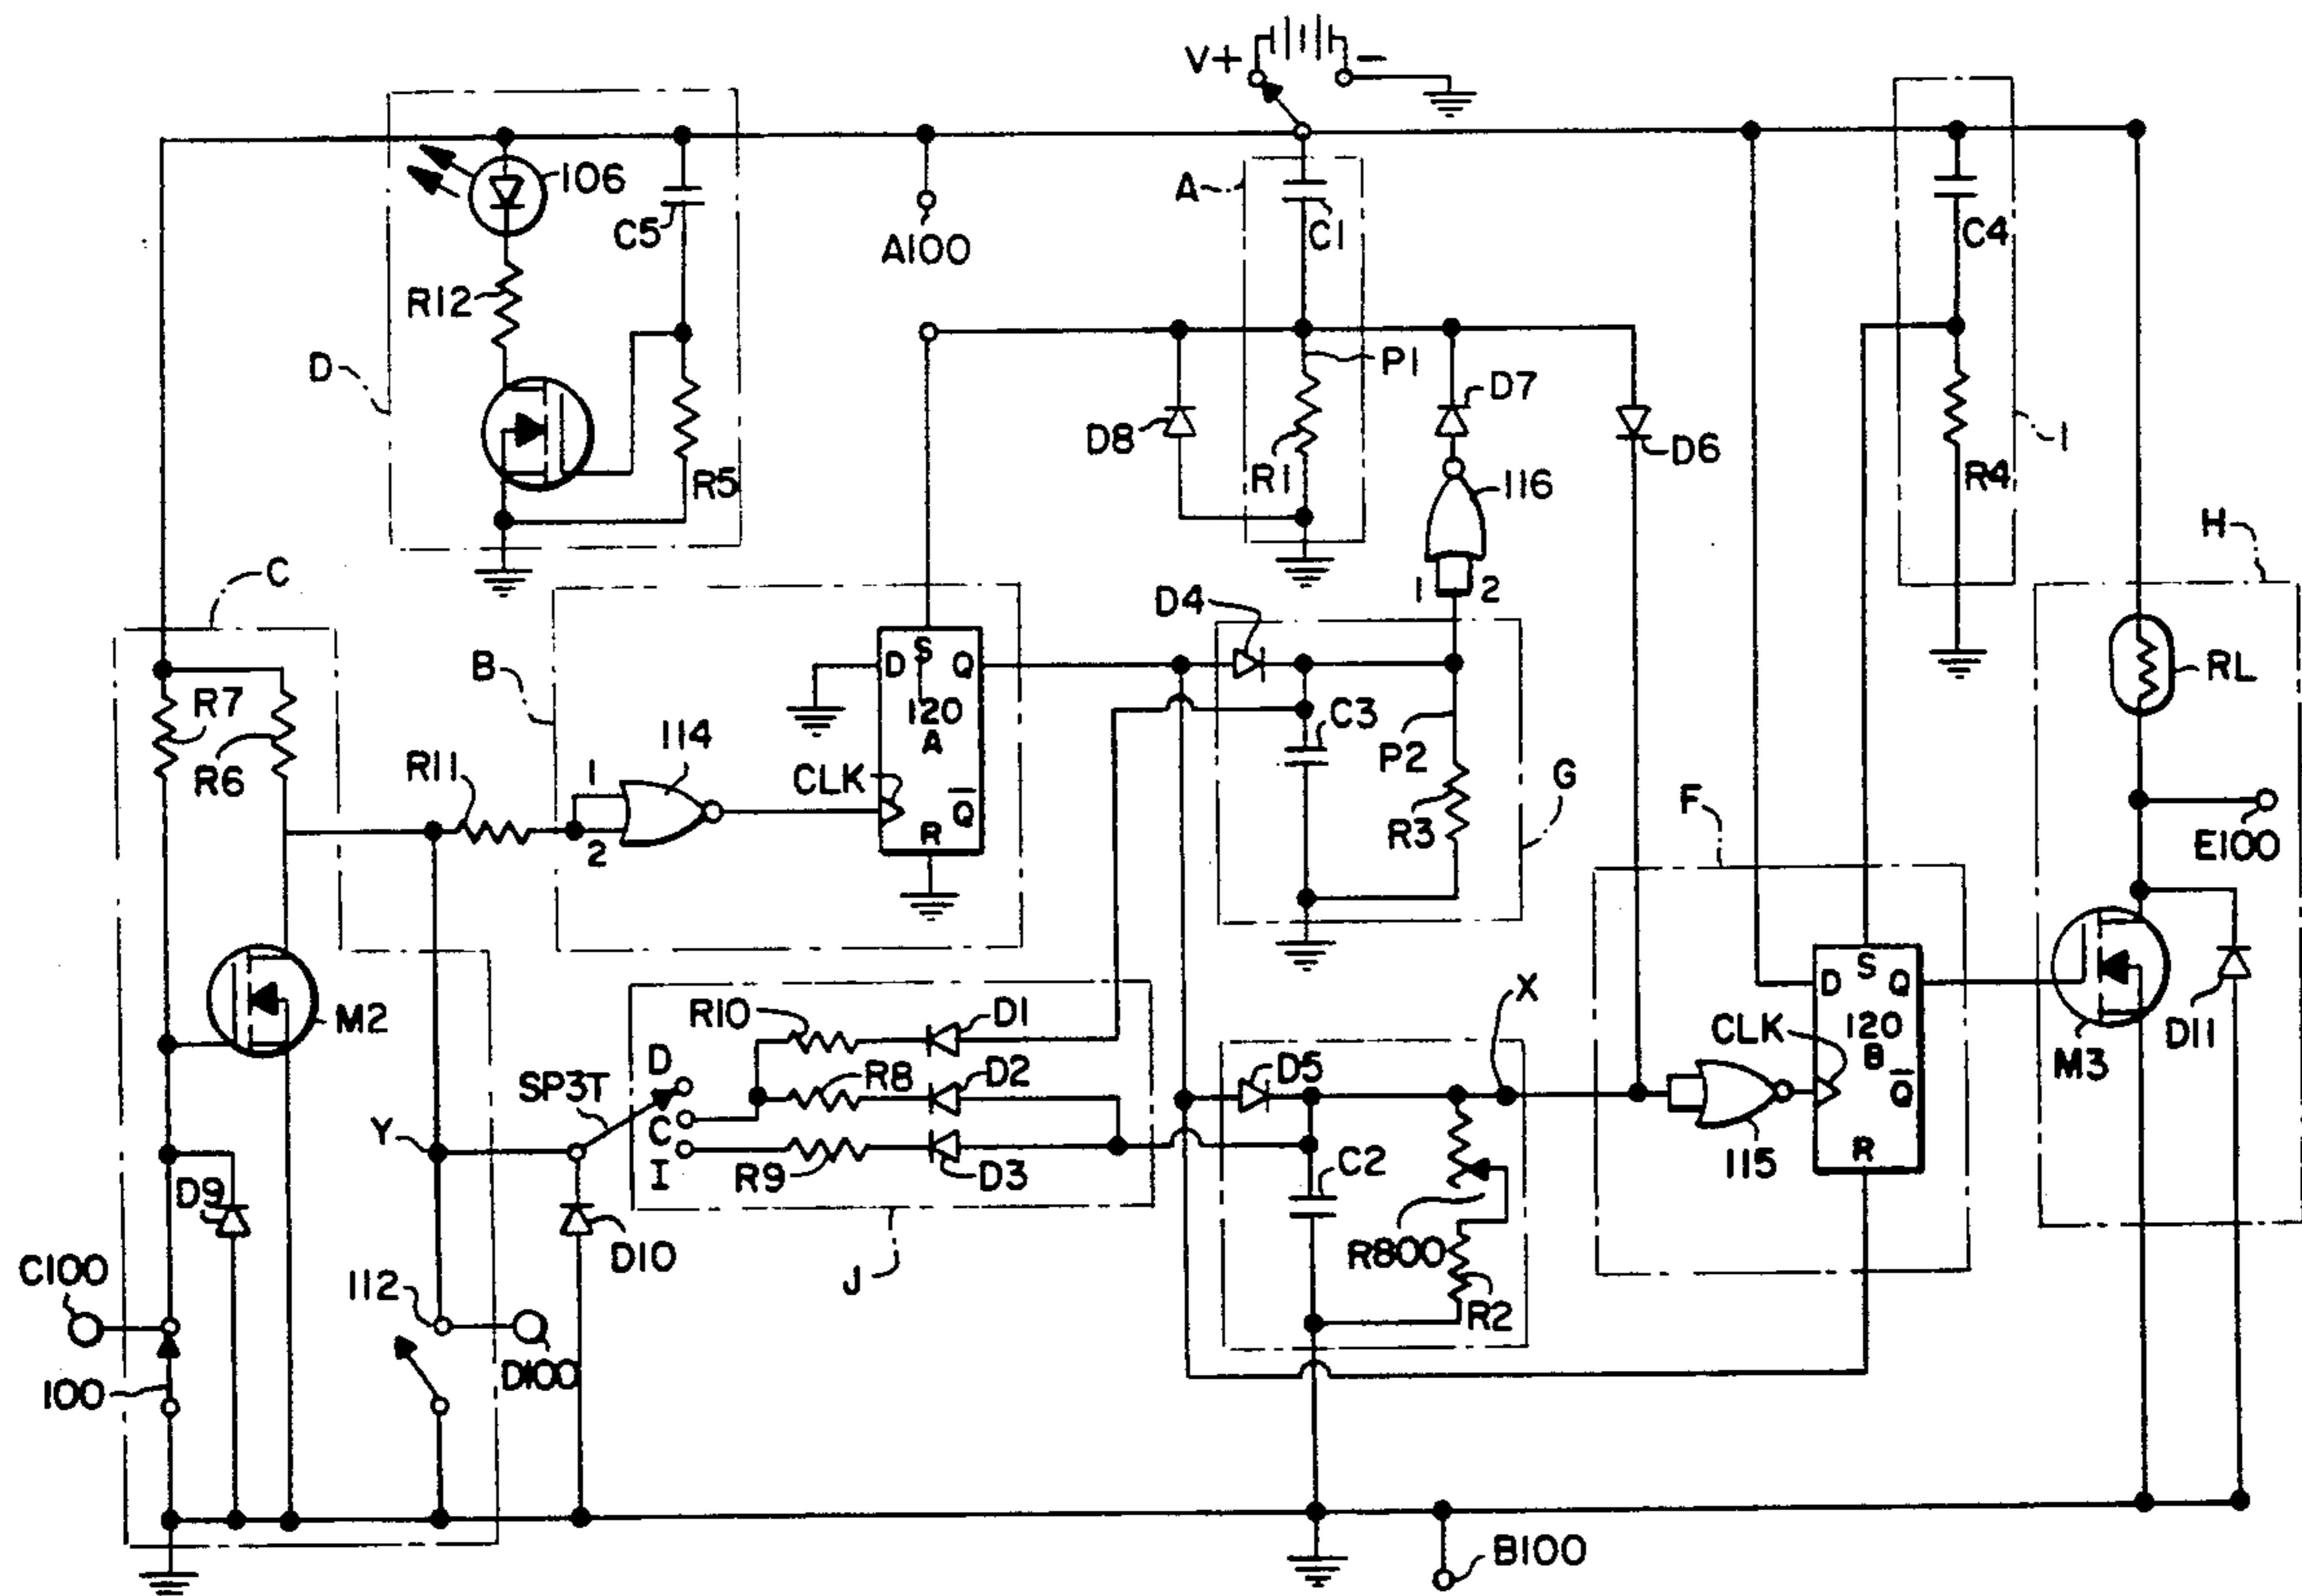 V+
−
106
A
C5
C1
C4
A100
R12
P1
D
D7
D8
D6
R1
R5
116
R4
I
H
C
D4
1
2
B
D
S
Q
R7
RL
120
A
C3
114
P2
R6
R11
1
CLK
G
Q̅
F
R3
R
2
E100
X
S
D
Q
R10
D1
M2
CLK
120
B
D11
D
R8
D2
D5
M3
SP3T
Q̅
Y
C
R
I
C2
115
R9
D3
D9
R800
D10
C100
112
J
R2
D100
100
B100